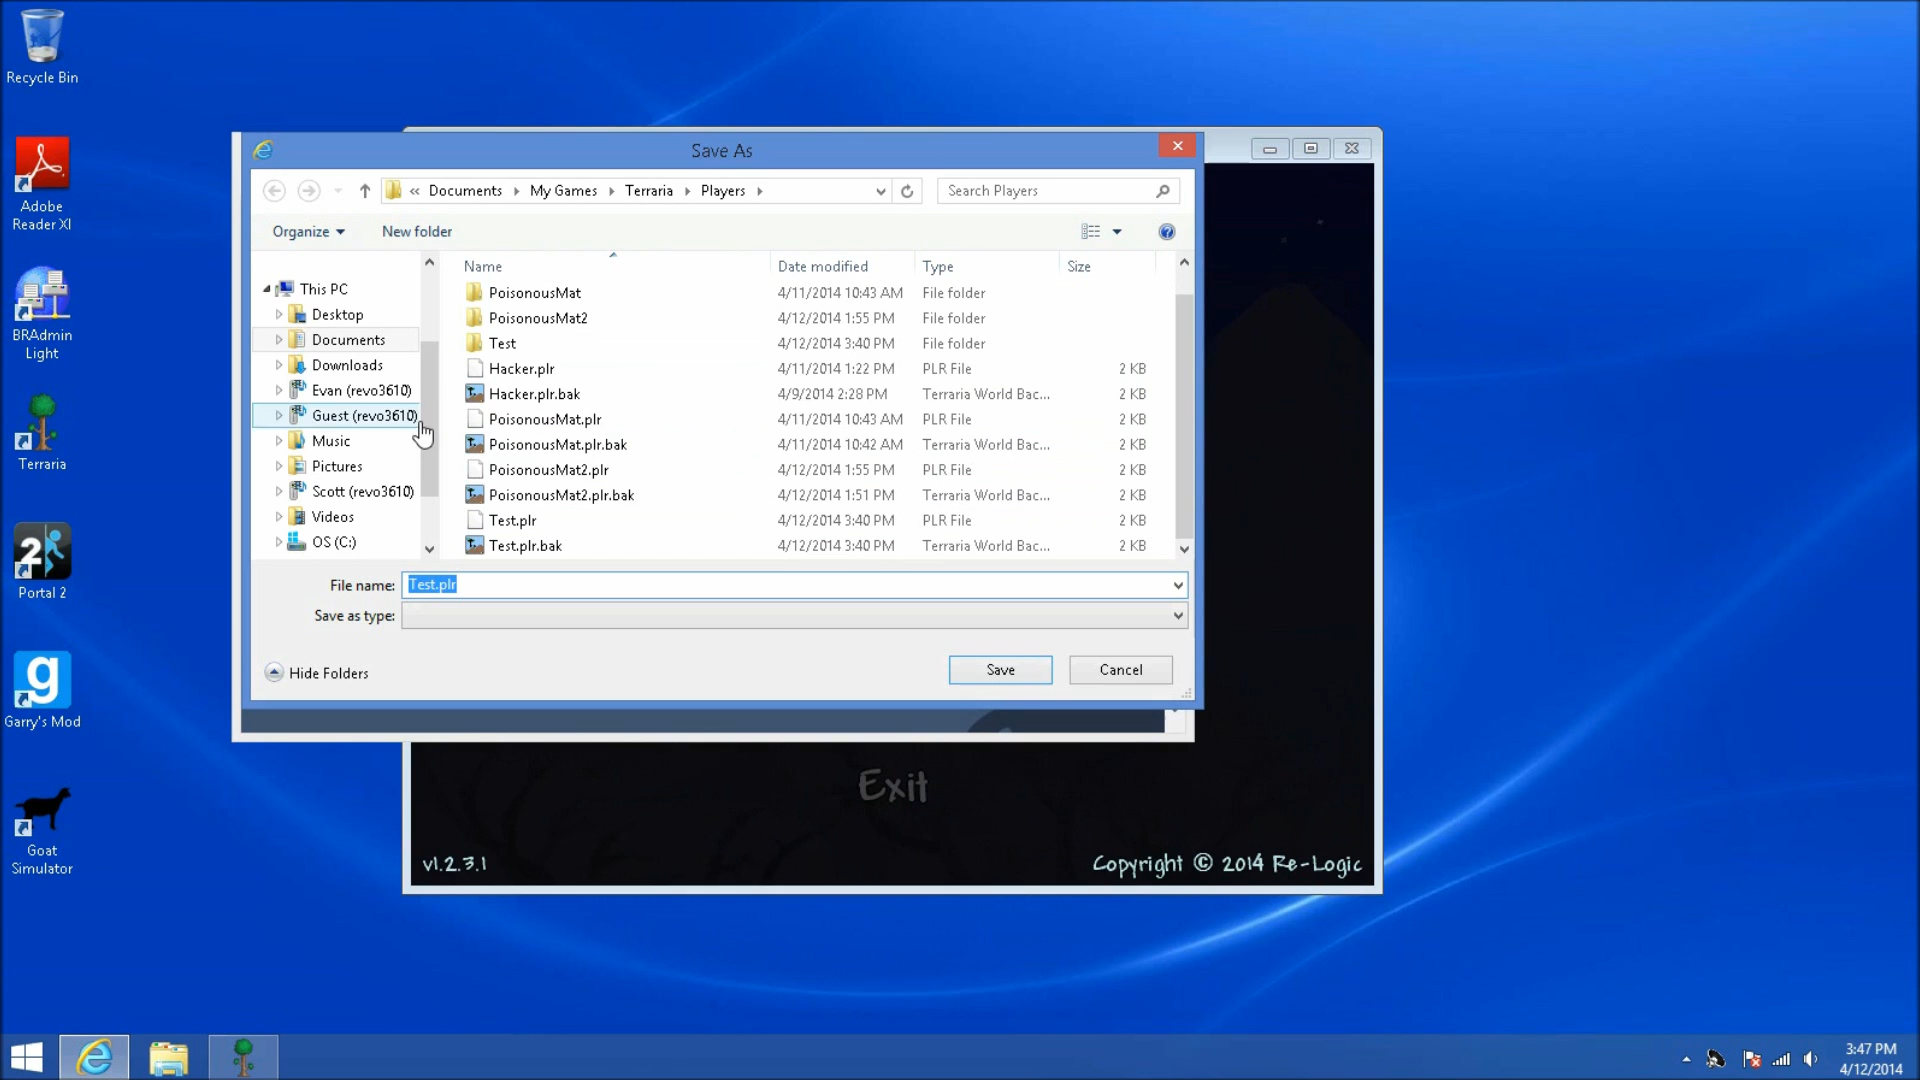 Recycle Bin
Adobe
Reader XI
BRAdmin
Light
Terraria
Portal 2
Garry's Mod
Goat
Simulator
Save As
« Documents My Games Terraria Players
Search Players
Organize
New folder
This PC
Desktop
Documents
Downloads
Evan (revo3610)
Guest (revo3610)
Music
Pictures
Scott (revo3610)
Videos
OS (C:)
Name Date modified Type Size
PoisonousMat 4/11/2014 10:43 AM File folder
PoisonousMat2 4/12/2014 1:55 PM File folder
Test 4/12/2014 3:40 PM File folder
Hacker.plr 4/11/2014 1:22 PM PLR File 2 KB
Hacker.plr.bak 4/9/2014 2:28 PM Terraria World Bac... 2 KB
PoisonousMat.plr 4/11/2014 10:43 AM PLR File 2 KB
PoisonousMat.plr.bak 4/11/2014 10:42 AM Terraria World Bac... 2 KB
PoisonousMat2.plr 4/12/2014 1:55 PM PLR File 2 KB
PoisonousMat2.plr.bak 4/12/2014 1:51 PM Terraria World Bac... 2 KB
Test.plr 4/12/2014 3:40 PM PLR File 2 KB
Test.plr.bak 4/12/2014 3:40 PM Terraria World Bac... 2 KB
File name: Test.plr
Save as type:
Hide Folders
Save
Cancel
Exit
v1.2.3.1
Copyright © 2014 Re-Logic
3:47 PM
4/12/2014